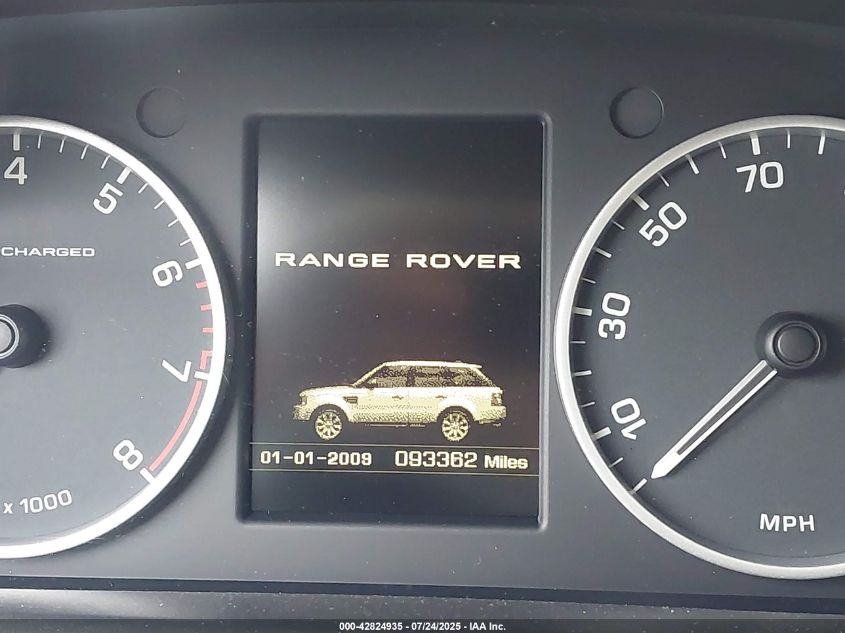 4
5
6
7
8
CHARGED
x 1000
RANGE ROVER
01-01-2009 093362 Miles
10
30
50
70
MPH
000-42824935 - 07/24/2025 - IAA Inc.